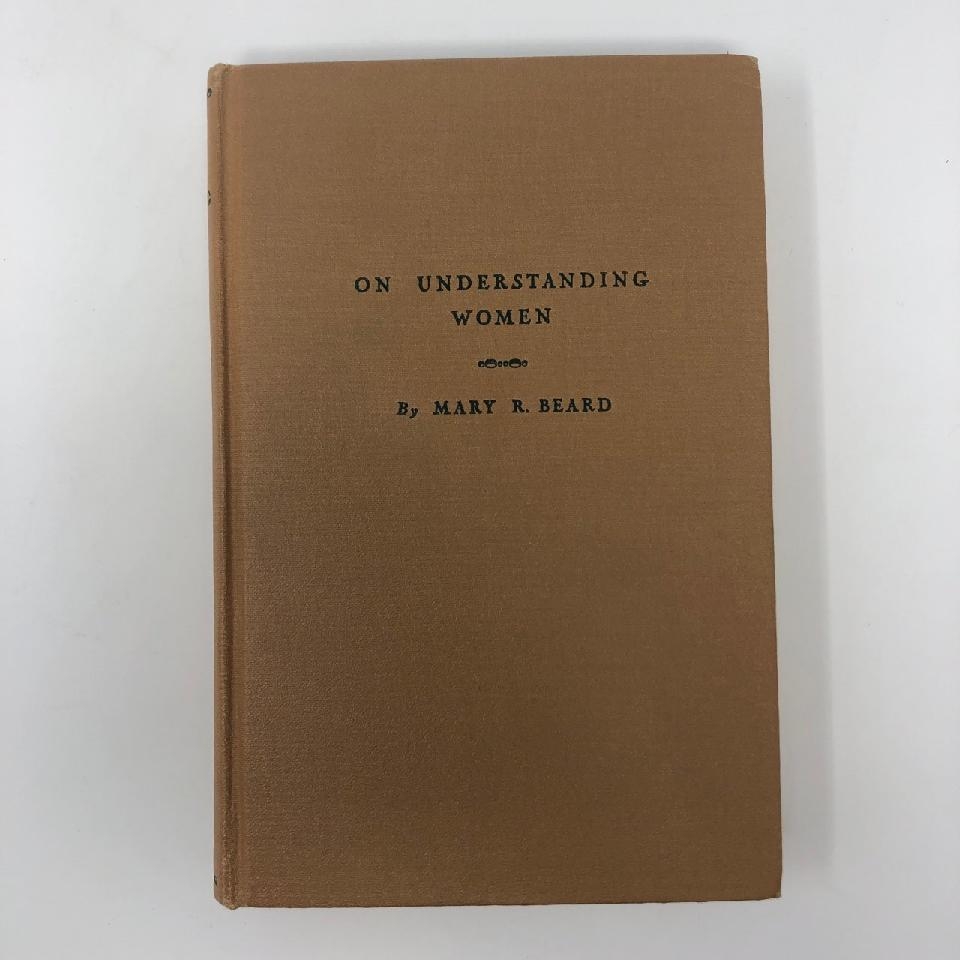 ON UNDERSTANDING
WOMEN
By MARY R. BEARD